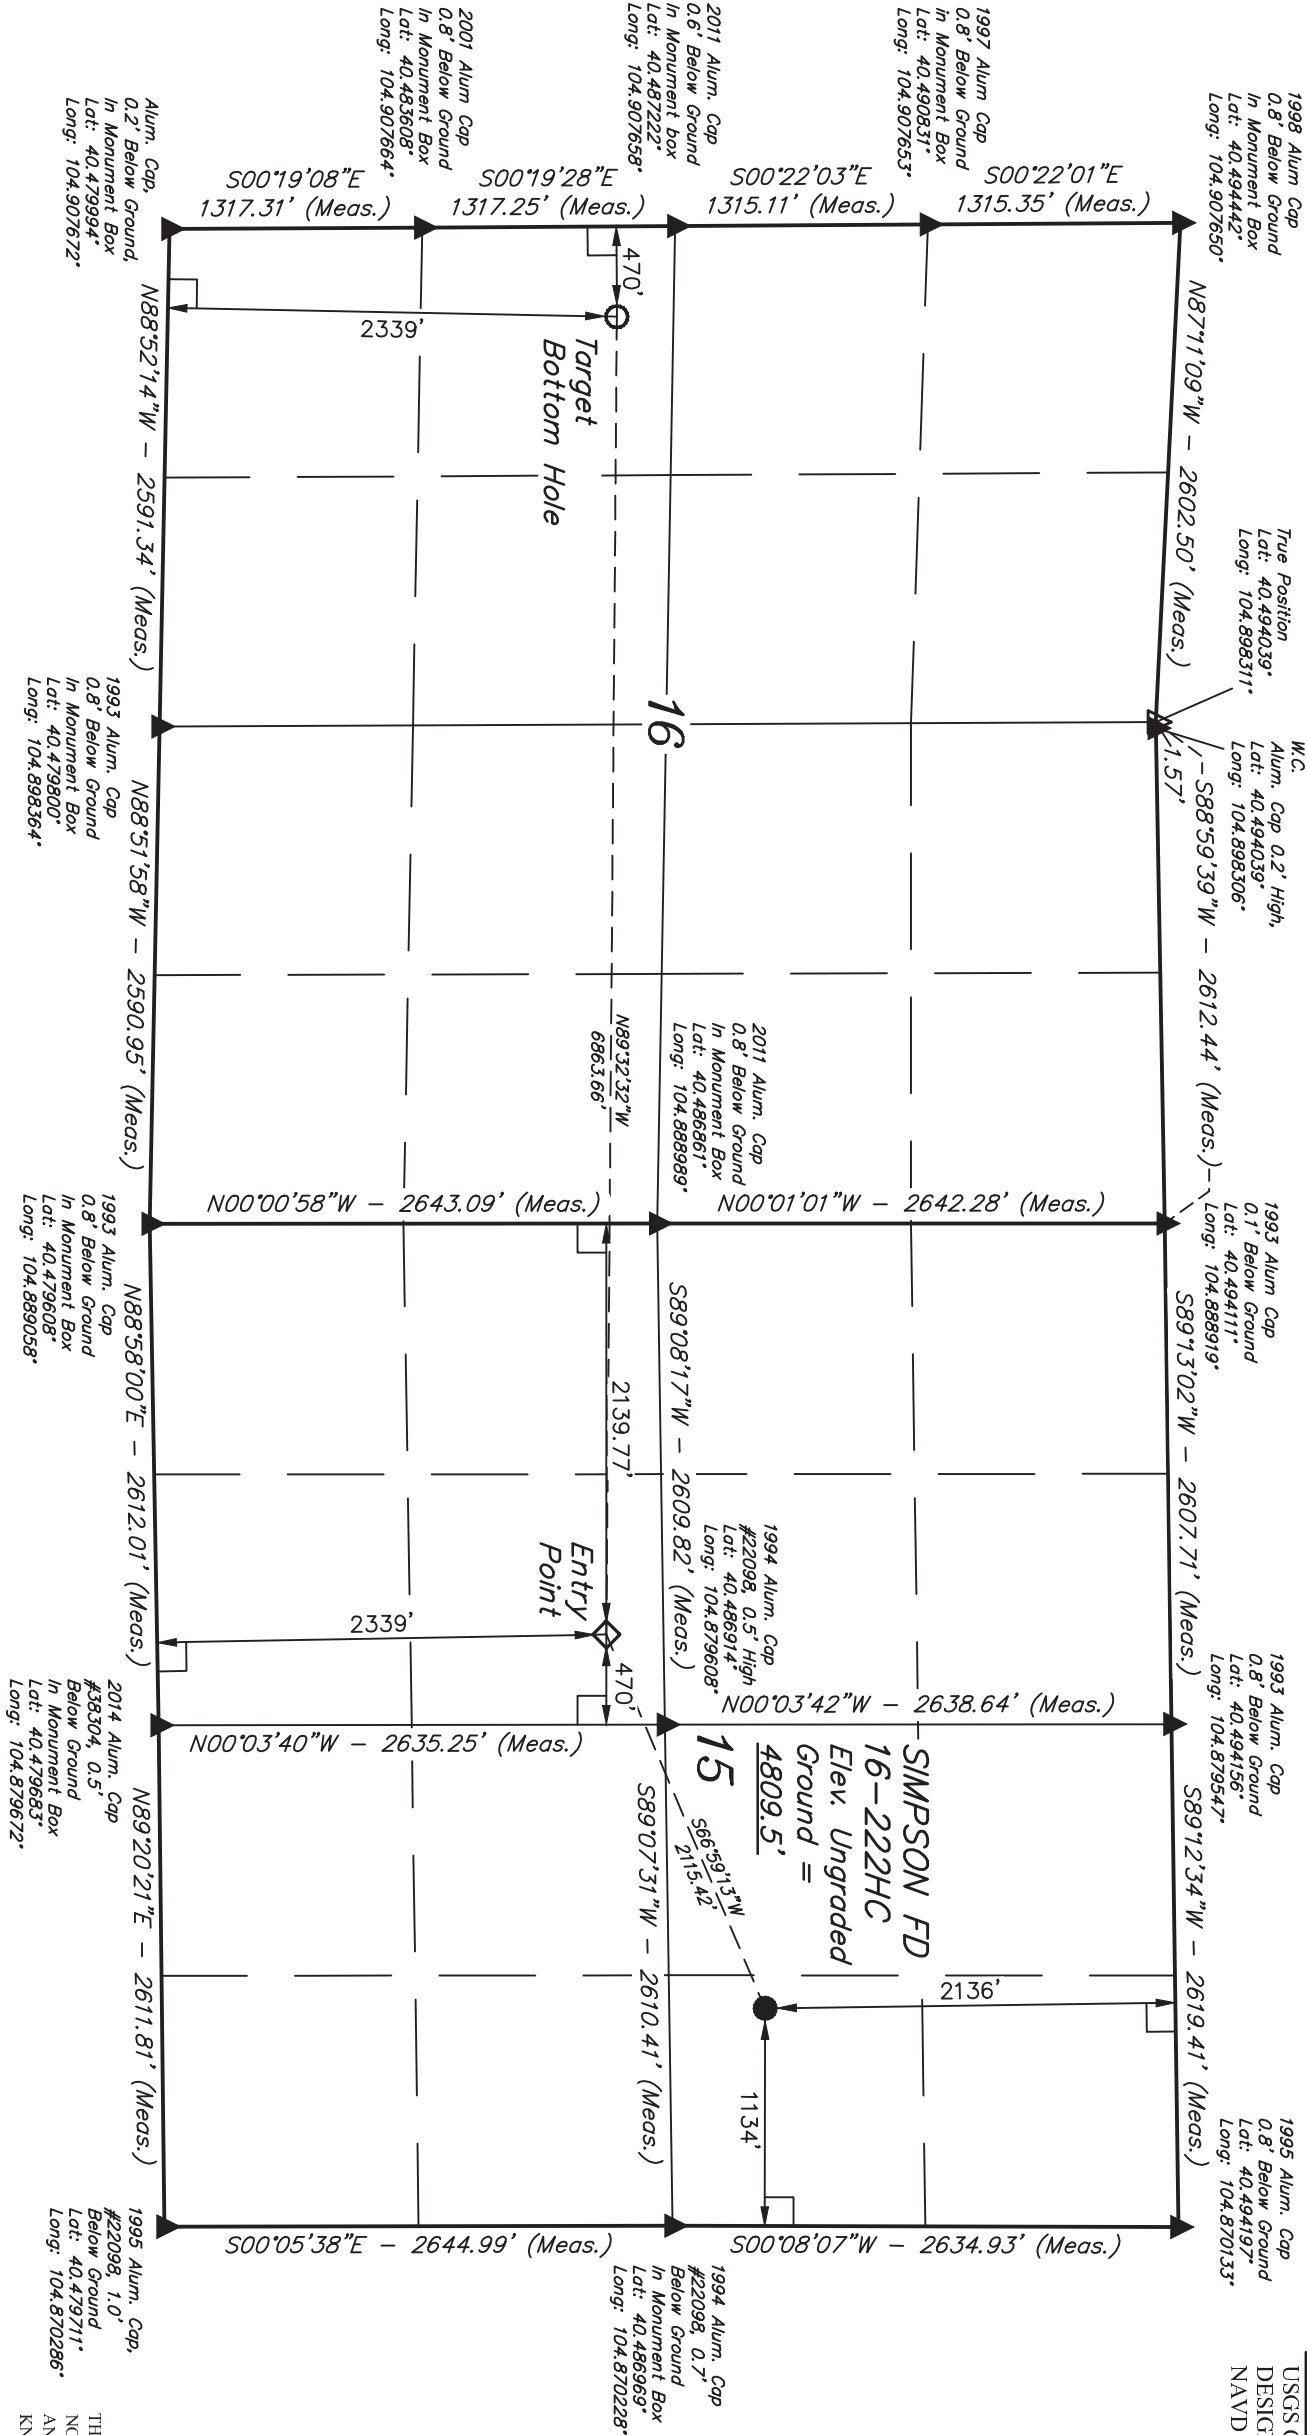 1998 Alum Cap
0.8' Below Ground
In Monument Box
Lat: 40.494442°
Long: 104.907650°
N87°11'09"W - 2602.50' (Meas.)
True Position
Lat: 40.494039°
Long: 104.898311°
W.C.
Alum. Cap 0.2' High,
Lat: 40.494039°
Long: 104.898306°
1.57'
S88°59'39"W - 2612.44' (Meas.)
1993 Alum Cap
0.1' Below Ground
Lat: 40.494111°
Long: 104.888919°
S89°13'02"W - 2607.71' (Meas.)
1993 Alum. Cap
0.8' Below Ground
Lat: 40.494156°
Long: 104.879547°
S89°12'34"W - 2619.41' (Meas.)
1995 Alum. Cap
0.8' Below Ground
Lat: 40.494197°
Long: 104.870133°
USGS
DESIG
NAVD
1997 Alum Cap
0.8' Below Ground
in Monument Box
Lat: 40.490831°
Long: 104.907653°
S00°22'01"E
1315.35' (Meas.)
S00°22'03"E
1315.11' (Meas.)
2011 Alum. Cap
0.6' Below Ground
In Monument box
Lat: 40.487222°
Long: 104.907658°
S00°19'28"E
1317.25' (Meas.)
2001 Alum Cap
0.8' Below Ground
In Monument Box
Lat: 40.483608°
Long: 104.907664°
S00°19'08"E
1317.31' (Meas.)
Alum. Cap,
0.2' Below Ground,
In Monument Box
Lat: 40.479994°
Long: 104.907672°
470'
2339'
Target
Bottom Hole
16
N89°32'32"W
6863.66'
2011 Alum. Cap
0.8' Below Ground
In Monument Box
Lat: 40.486861°
Long: 104.888989°
N00°01'01"W - 2642.28' (Meas.)
N00°00'58"W - 2643.09' (Meas.)
S89°08'17"W - 2609.82' (Meas.)
2139.77'
1994 Alum. Cap
#22098, 0.5' High
Lat: 40.486914°
Long: 104.879608°
Entry
Point
2339'
470'
N00°03'42"W - 2638.64' (Meas.)
N00°03'40"W - 2635.25' (Meas.)
15
SIMPSON FD
16-222HC
Elev. Ungraded
Ground =
4809.5'
S66°59'13"W
2115.42'
2136'
1134'
S89°07'31"W - 2610.41' (Meas.)
S00°08'07"W - 2634.93' (Meas.)
S00°05'38"E - 2644.99' (Meas.)
1994 Alum. Cap
#22098, 0.7'
Below Ground
In Monument Box
Lat: 40.486969°
Long: 104.870228°
N88°52'14"W - 2591.34' (Meas.)
1993 Alum. Cap
0.8' Below Ground
In Monument Box
Lat: 40.479800°
Long: 104.898364°
N88°51'58"W - 2590.95' (Meas.)
1993 Alum. Cap
0.8' Below Ground
In Monument Box
Lat: 40.479608°
Long: 104.889058°
N88°58'00"E - 2612.01' (Meas.)
2014 Alum. Cap
#38304, 0.5'
Below Ground
In Monument Box
Lat: 40.479683°
Long: 104.879672°
N89°20'21"E - 2611.81' (Meas.)
1995 Alum. Cap,
#22098, 1.0'
Below Ground
Lat: 40.479711°
Long: 104.870286°
TH
NO
AN
KN